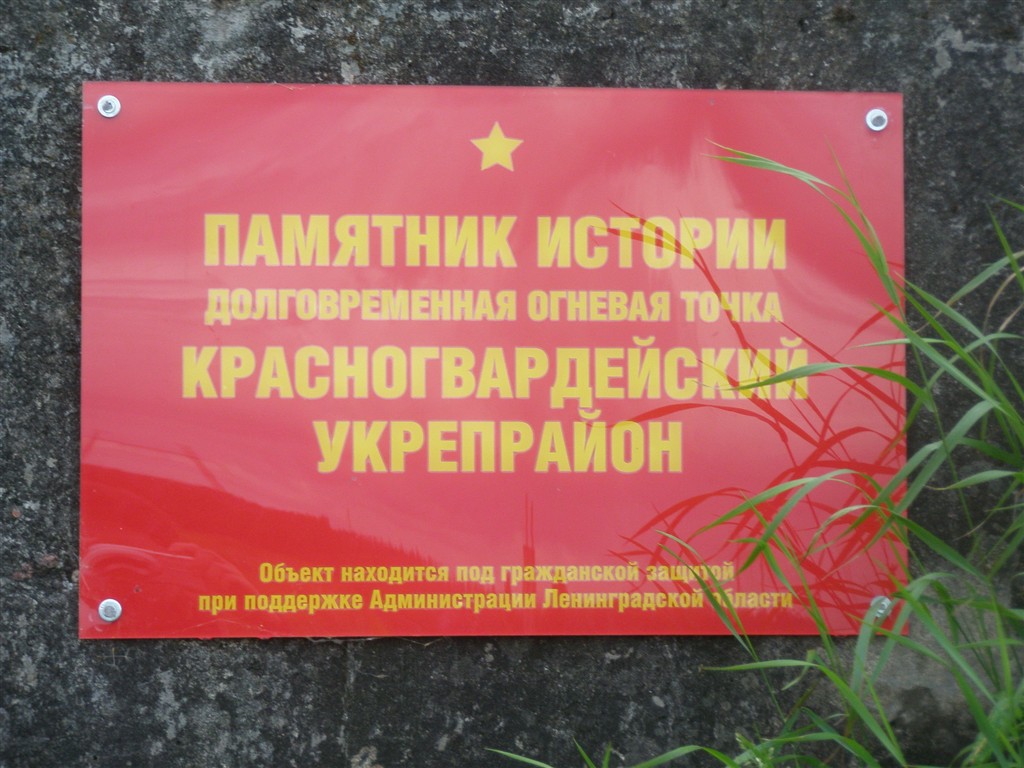 ПАМЯТНИК ИСТОРИИ
ДОЛГОВРЕМЕННАЯ ОГНЕВАЯ ТОЧКА
КРАСНОГВАРДЕЙСКИЙ
УКРЕПРАЙОН
Объект находится под гражданской защитой
при поддержке Администрации Ленинградской области